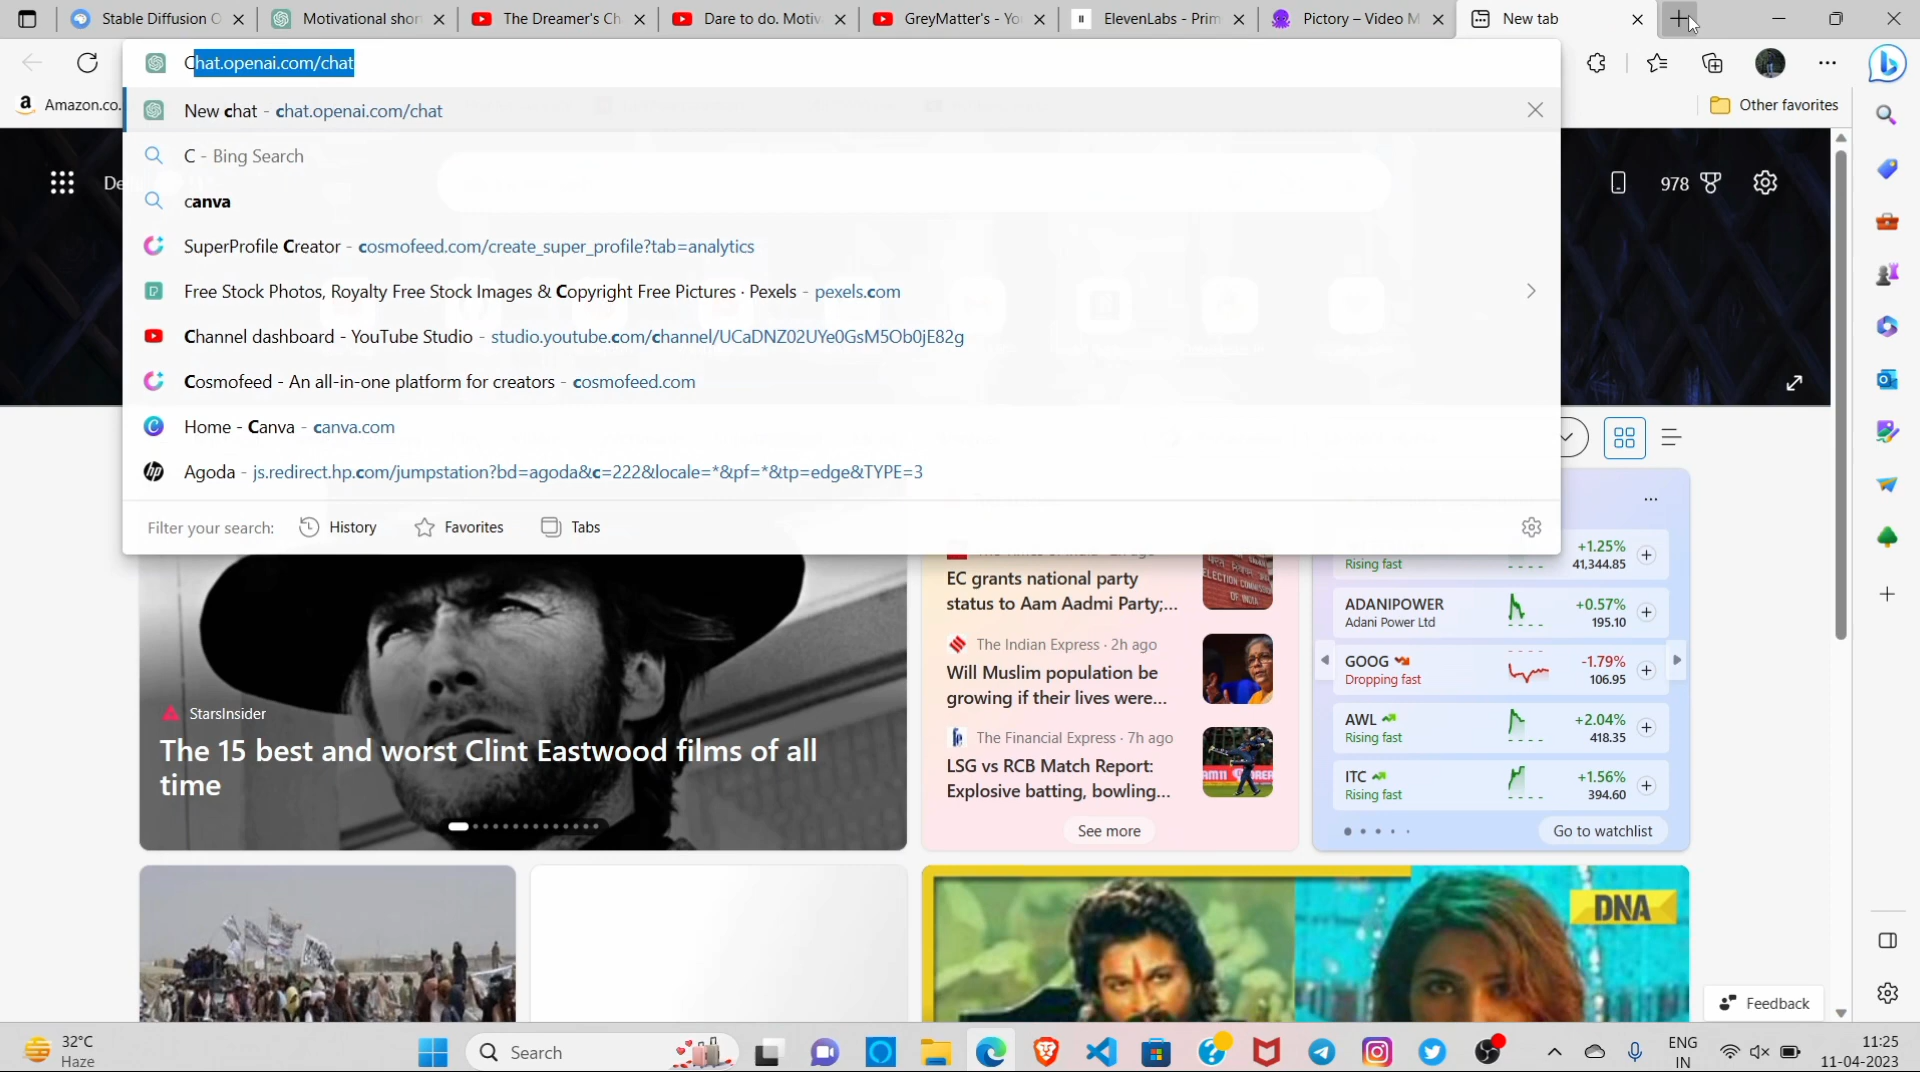 Stable Diffusion O
Motivational shor
The Dreamer's Ch
Dare to do. Motiv
GreyMatter's - Yo
ElevenLabs - Prim
Pictory – Video M
New tab
Chat.openai.com/chat
Amazon.co.
Other favorites
New chat - chat.openai.com/chat
C - Bing Search
canva
SuperProfile Creator - cosmofeed.com/create_super_profile?tab=analytics
Free Stock Photos, Royalty Free Stock Images & Copyright Free Pictures · Pexels - pexels.com
Channel dashboard - YouTube Studio - studio.youtube.com/channel/UCaDNZ02UYe0GsM5Ob0jE82g
Cosmofeed - An all-in-one platform for creators - cosmofeed.com
Home - Canva - canva.com
Agoda - js.redirect.hp.com/jumpstation?bd=agoda&c=222&locale=*&pf=*&tp=edge&TYPE=3
Filter your search: History Favorites Tabs
978
StarsInsider
The 15 best and worst Clint Eastwood films of all
time
EC grants national party
status to Aam Aadmi Party;...
The Indian Express · 2h ago
Will Muslim population be
growing if their lives were...
The Financial Express · 7h ago
LSG vs RCB Match Report:
Explosive batting, bowling...
See more
Rising fast
+1.25%
41,344.85
ADANIPOWER
Adani Power Ltd
+0.57%
195.10
GOOG
Dropping fast
-1.79%
106.95
AWL
Rising fast
+2.04%
418.35
ITC
Rising fast
+1.56%
394.60
Go to watchlist
DNA
Feedback
32°C
Haze
Search
ENG
IN
11:25
11-04-2023